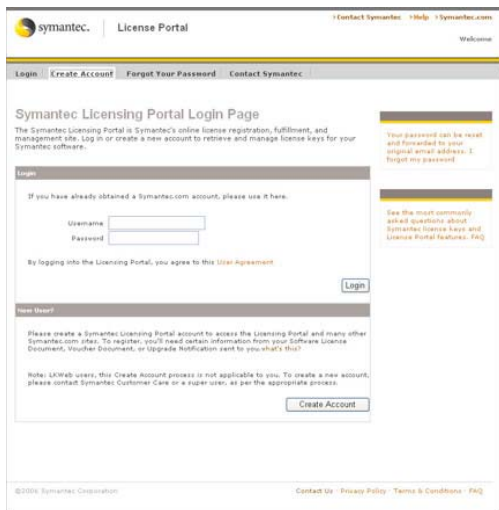 ›Contact Symantec ›Help ›Symantec.com
symantec. License Portal
Welcome
Login Create Account Forgot Your Password Contact Symantec
Symantec Licensing Portal Login Page
The Symantec Licensing Portal is Symantec's online license registration, fulfillment, and
management site. Log in or create a new account to retrieve and manage license keys for your
Symantec software.
Your password can be reset
and forwarded to your
original email address. I
forgot my password
Login
If you have already obtained a Symantec.com account, please use it here.
Username
Password
By logging into the Licensing Portal, you agree to this User Agreement
Login
See the most commonly
asked questions about
Symantec license keys and
License Portal features. FAQ
New User?
Please create a Symantec Licensing Portal account to access the Licensing Portal and many other
Symantec.com sites. To register, you'll need certain information from your Software License
Document, Voucher Document, or Upgrade Notification sent to you.what's this?
Note: LKWeb users, this Create Account process is not applicable to you. To create a new account,
please contact Symantec Customer Care or a super user, as per the appropriate process.
Create Account
©2006 Symantec Corporation
Contact Us · Privacy Policy · Terms & Conditions · FAQ